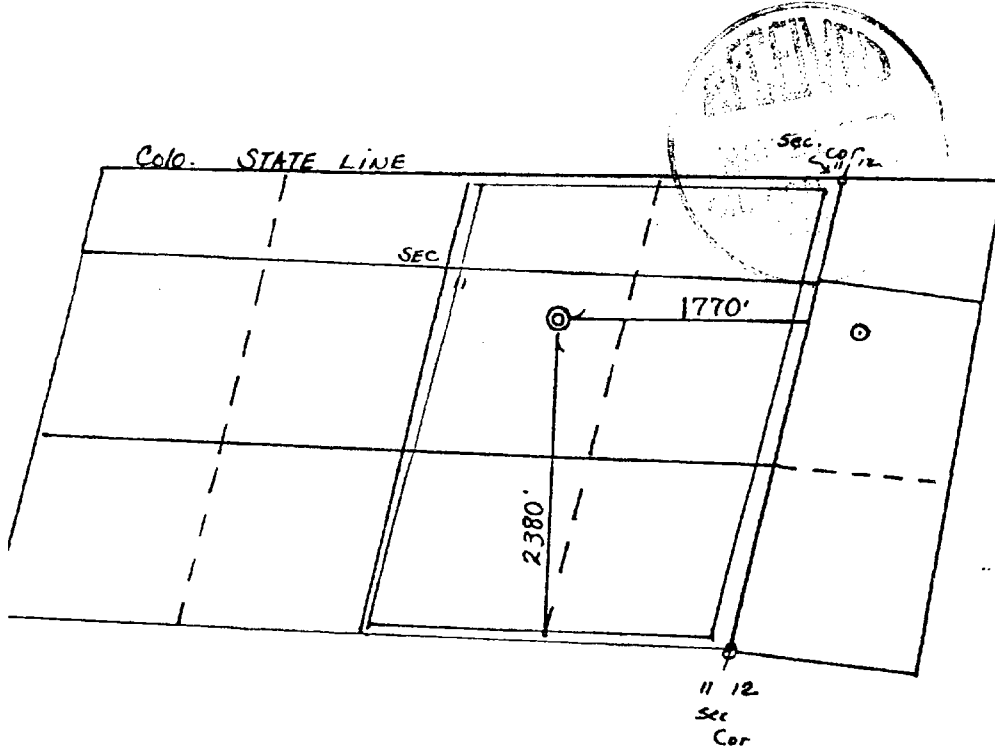 Colo. STATE LINE
Sec. cor
11 12
SEC
11
1770'
2380'
11 12
Sec
Cor